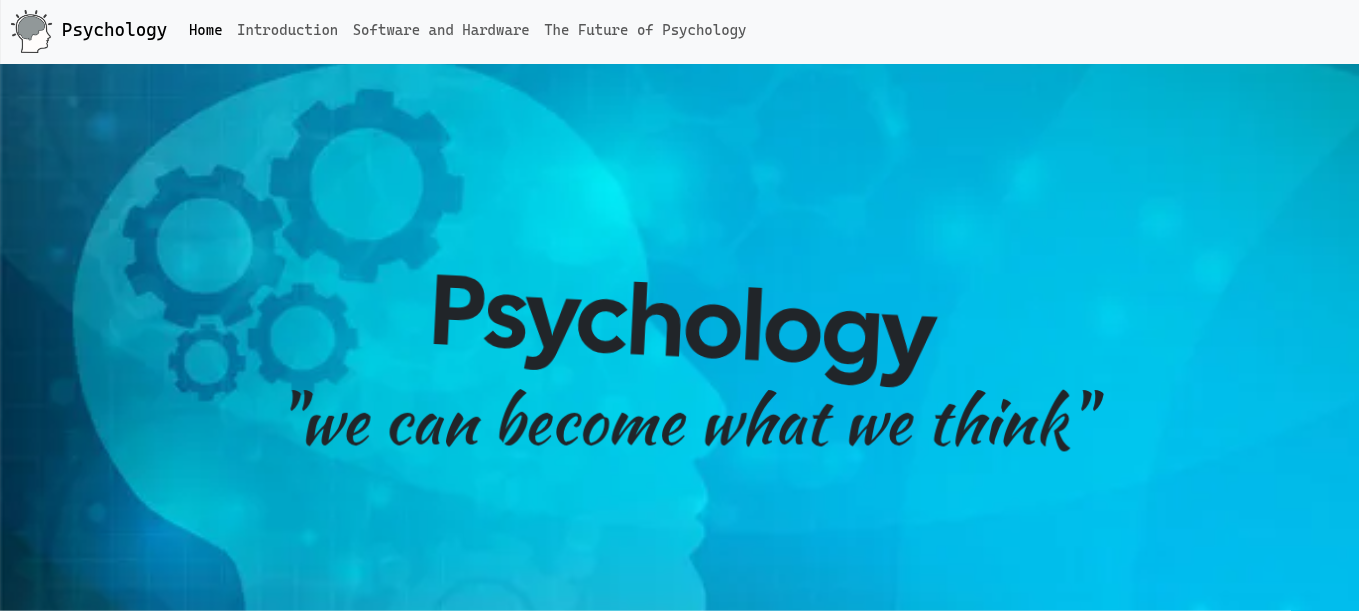 Psychology Home Introduction Software and Hardware The Future of Psychology
Psychology
"we can become what we think"